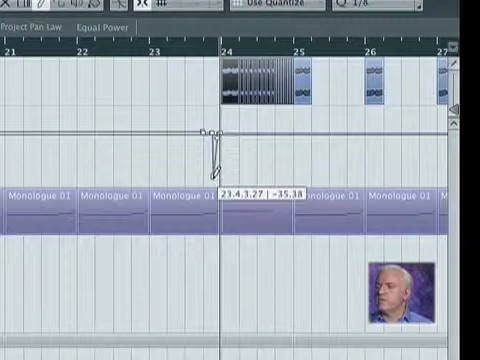 Use Quantize 1/8
Project Pan Law Equal Power
21 22 23 24 25 26 27
23.4.3.27 | -35.38
Monologue 01 Monologue 01 Monologue 01 onologue 01 Monologue 01 M